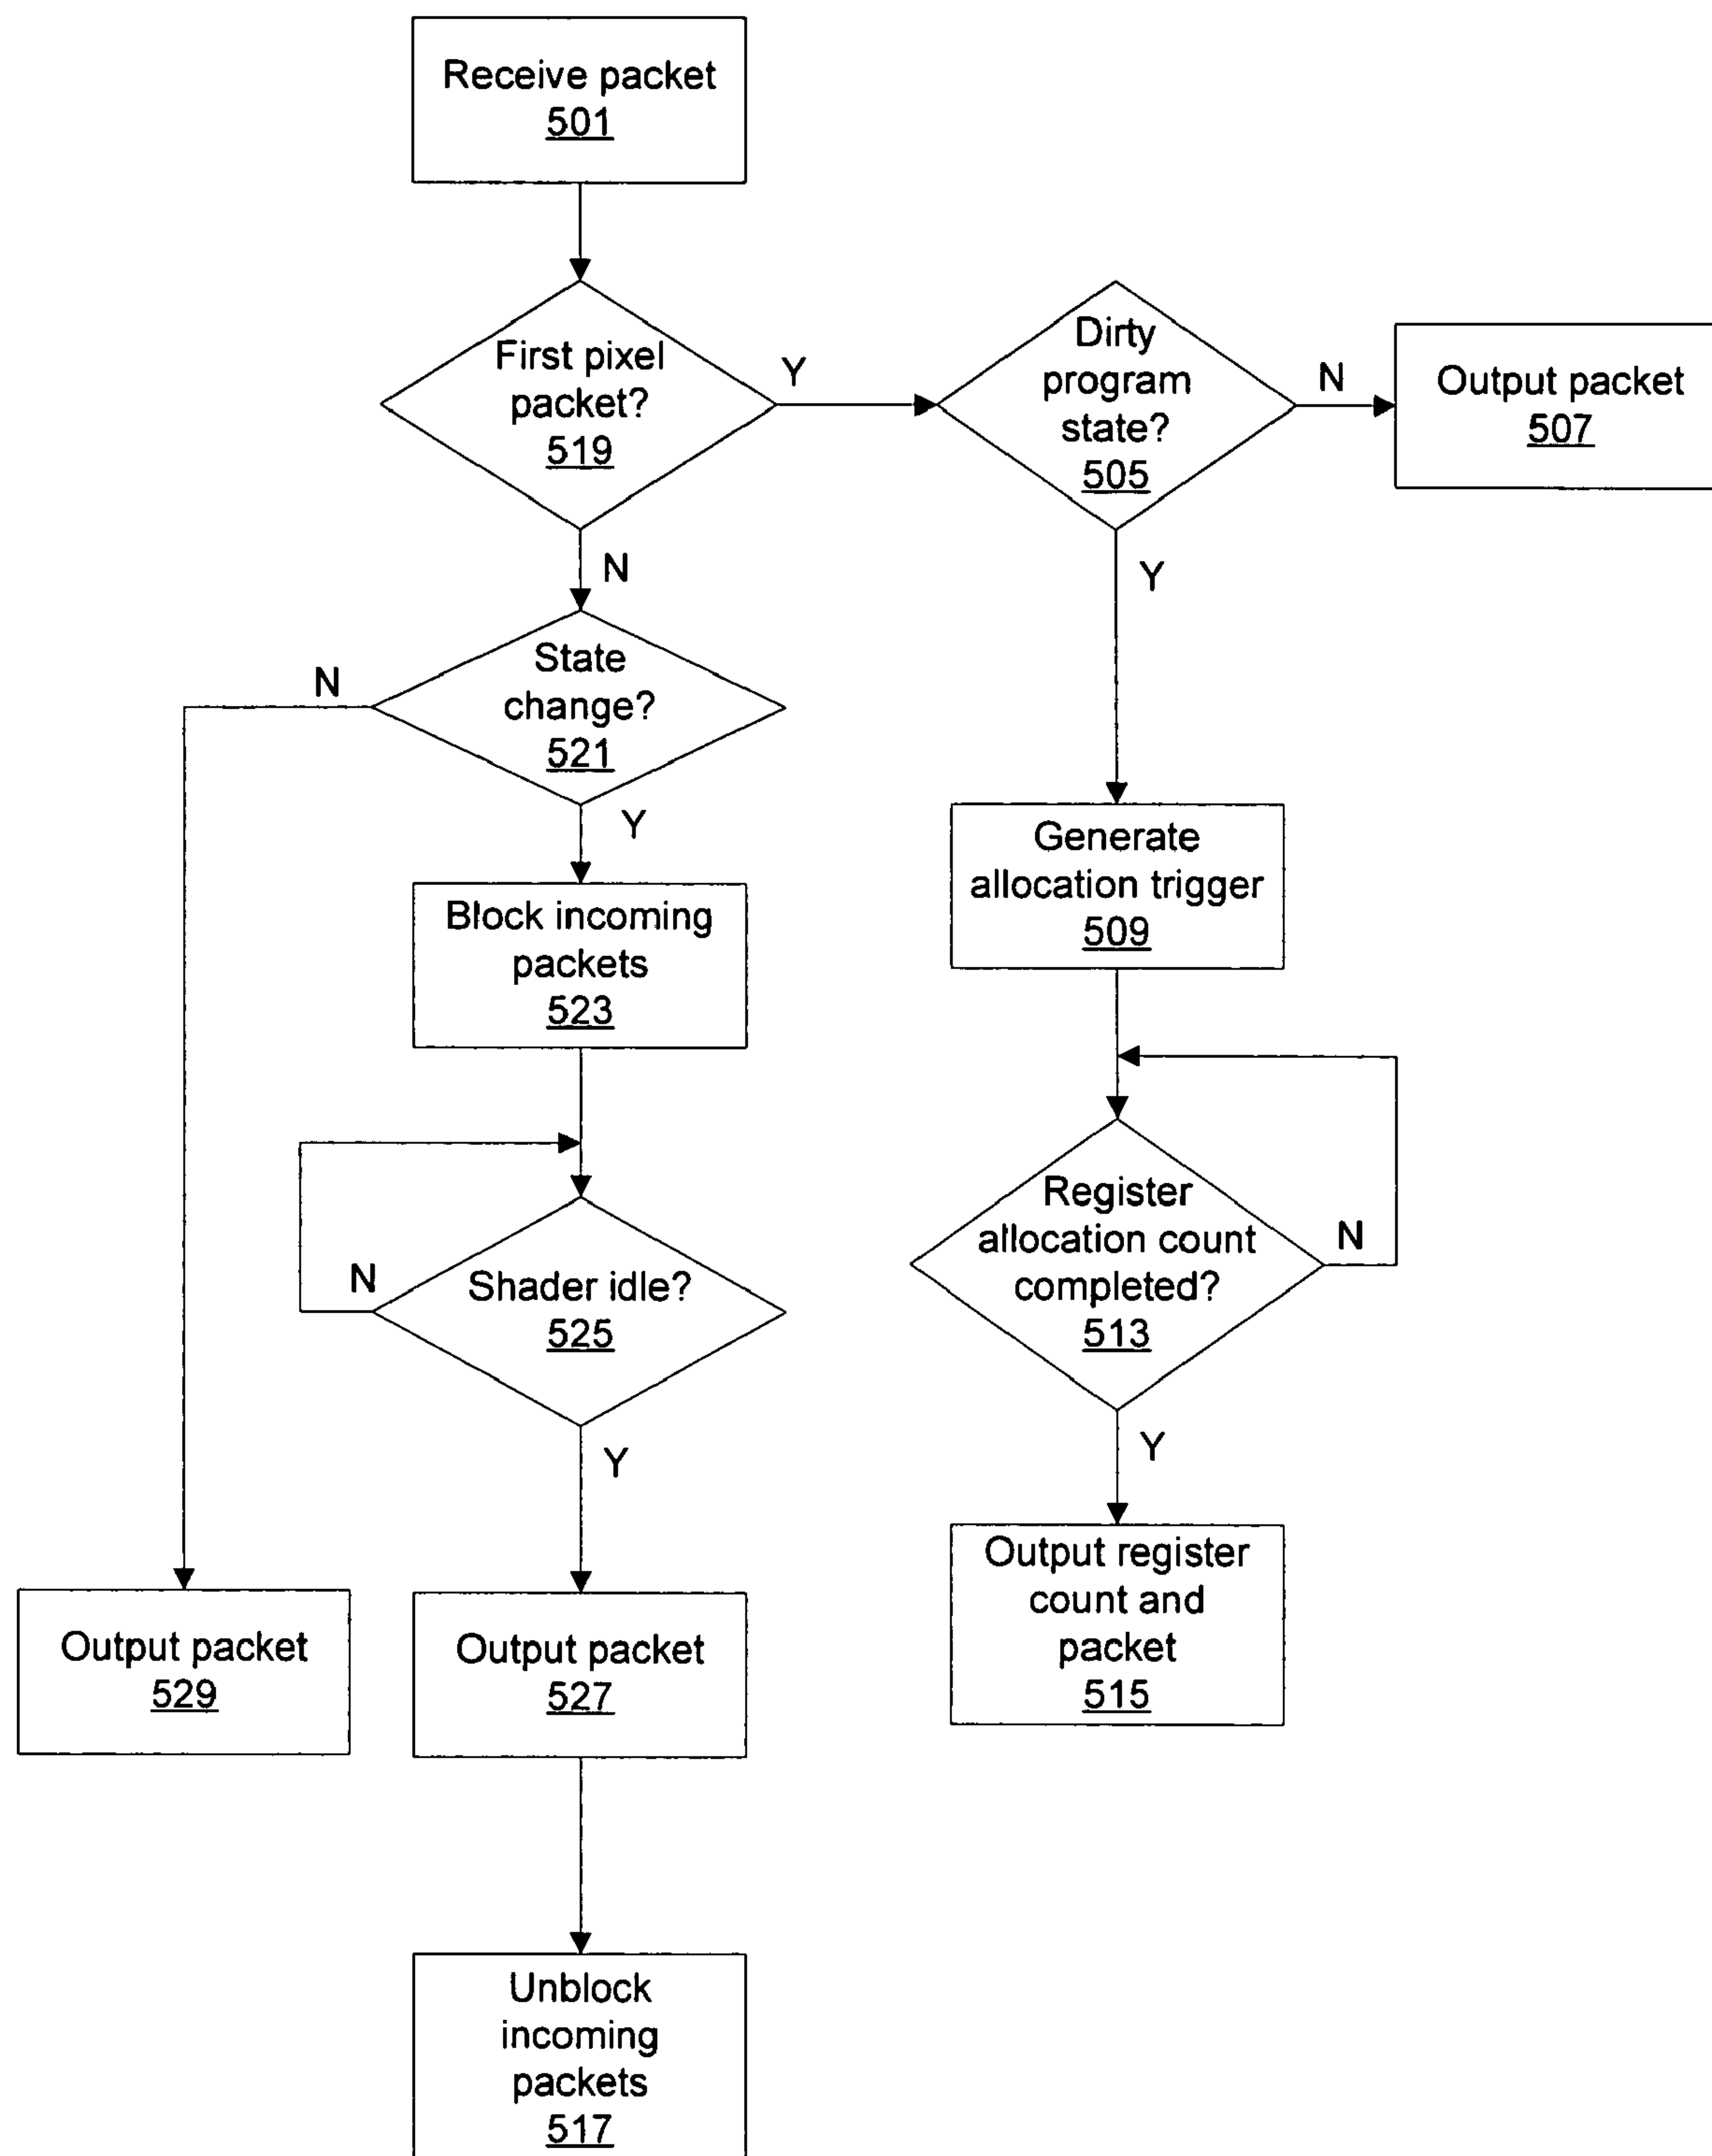 Receive packet
501
First pixel
packet?
519
Y
N
Dirty
program
state?
505
N
Y
Output packet
507
State
change?
521
N
Y
Generate
allocation trigger
509
Block incoming
packets
523
Register
allocation count
completed?
513
N
Y
Shader idle?
525
N
Y
Output register
count and
packet
515
Output packet
529
Output packet
527
Unblock
incoming
packets
517